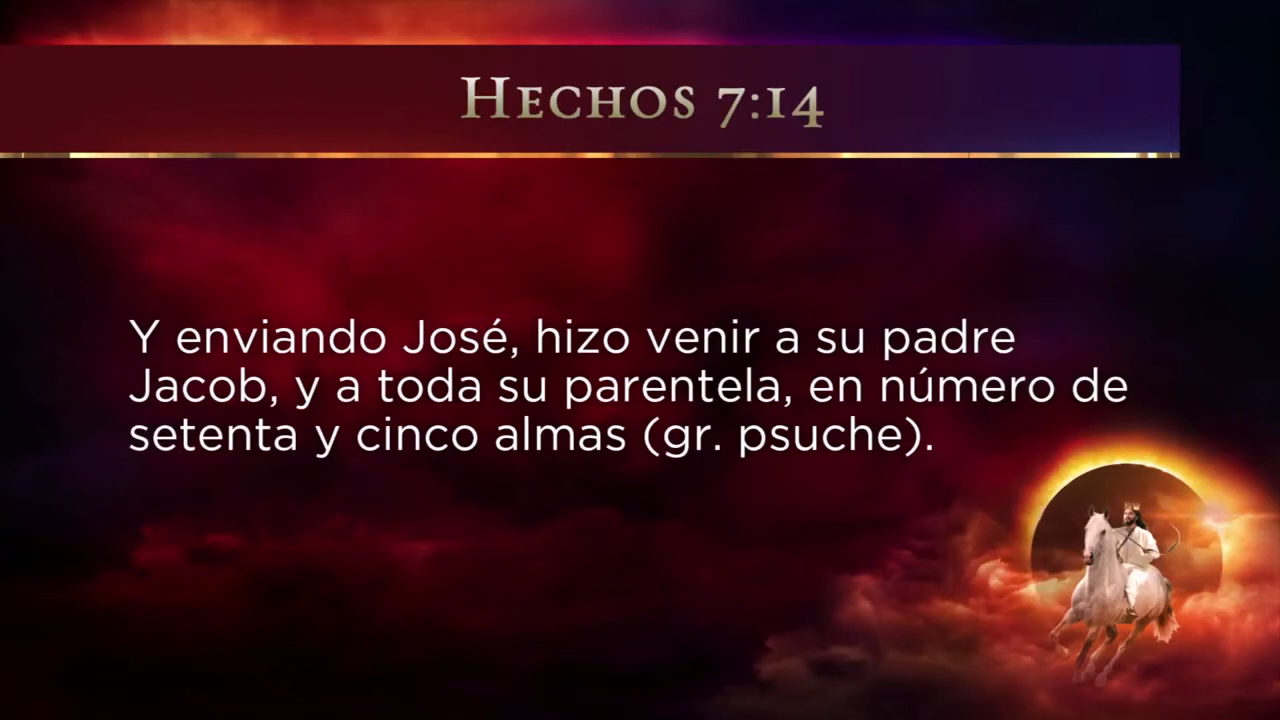 Hechos 7:14
Y enviando José, hizo venir a su padre
Jacob, y a toda su parentela, en número de
setenta y cinco almas (gr. psuche).